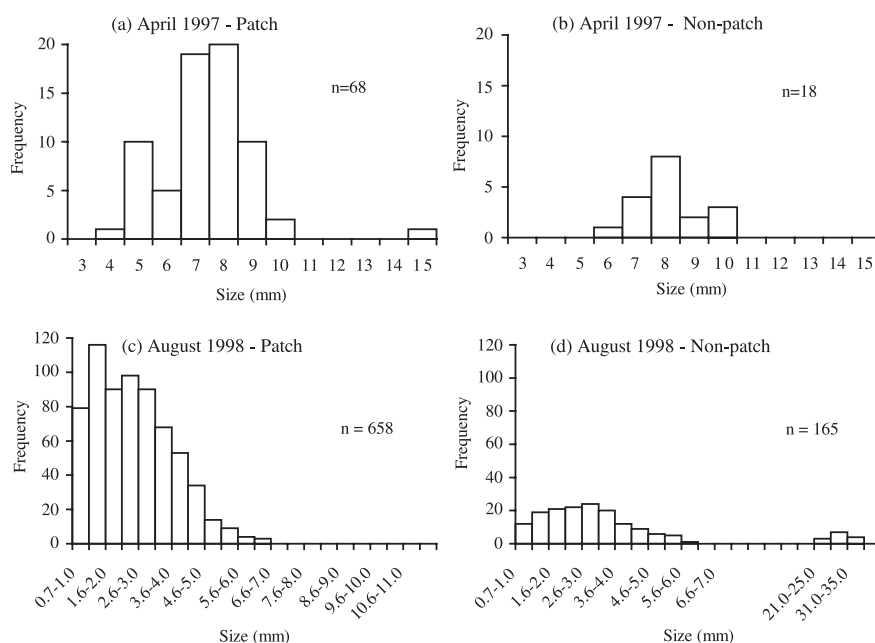 (a) April 1997 - Patch
20
15
10
5
0
Frequency
n=68
3 4 5 6 7 8 9 10 11 12 13 14 15
Size (mm)
(b) April 1997 - Non-patch
20
15
10
5
0
Frequency
n=18
3 4 5 6 7 8 9 10 11 12 13 14 15
Size (mm)
(c) August 1998 - Patch
120
100
80
60
40
20
0
Frequency
n = 658
0.7-1.0 1.6-2.0 2.6-3.0 3.6-4.0 4.6-5.0 5.6-6.0 6.6-7.0 7.6-8.0 8.6-9.0 9.6-10.0 10.6-11.0
Size (mm)
(d) August 1998 - Non-patch
120
100
80
60
40
20
0
Frequency
n = 165
0.7-1.0 1.6-2.0 2.6-3.0 3.6-4.0 4.6-5.0 5.6-6.0 6.6-7.0 21.0-25.0 31.0-35.0
Size (mm)